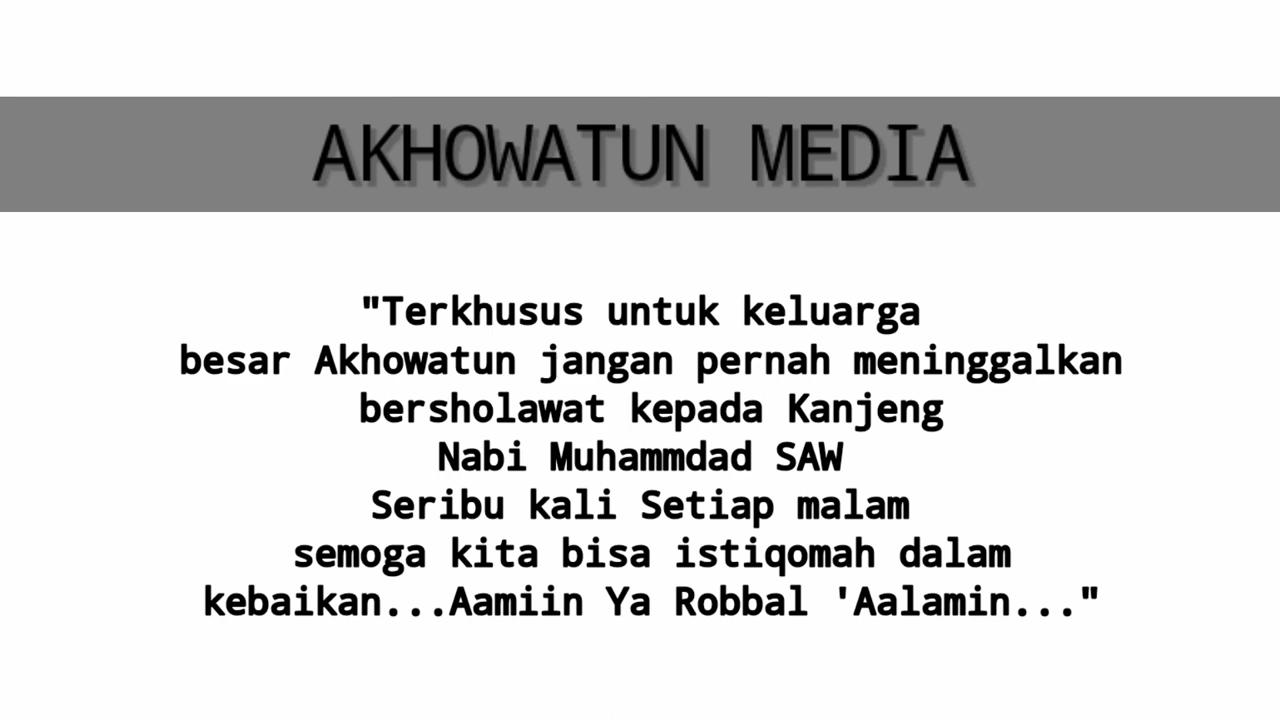 AKHOWATUN MEDIA
"Terkhusus untuk keluarga
besar Akhowatun jangan pernah meninggalkan
bersholawat kepada Kanjeng
Nabi Muhammdad SAW
Seribu kali Setiap malam
semoga kita bisa istiqomah dalam
kebaikan...Aamiin Ya Robbal 'Aalamin..."